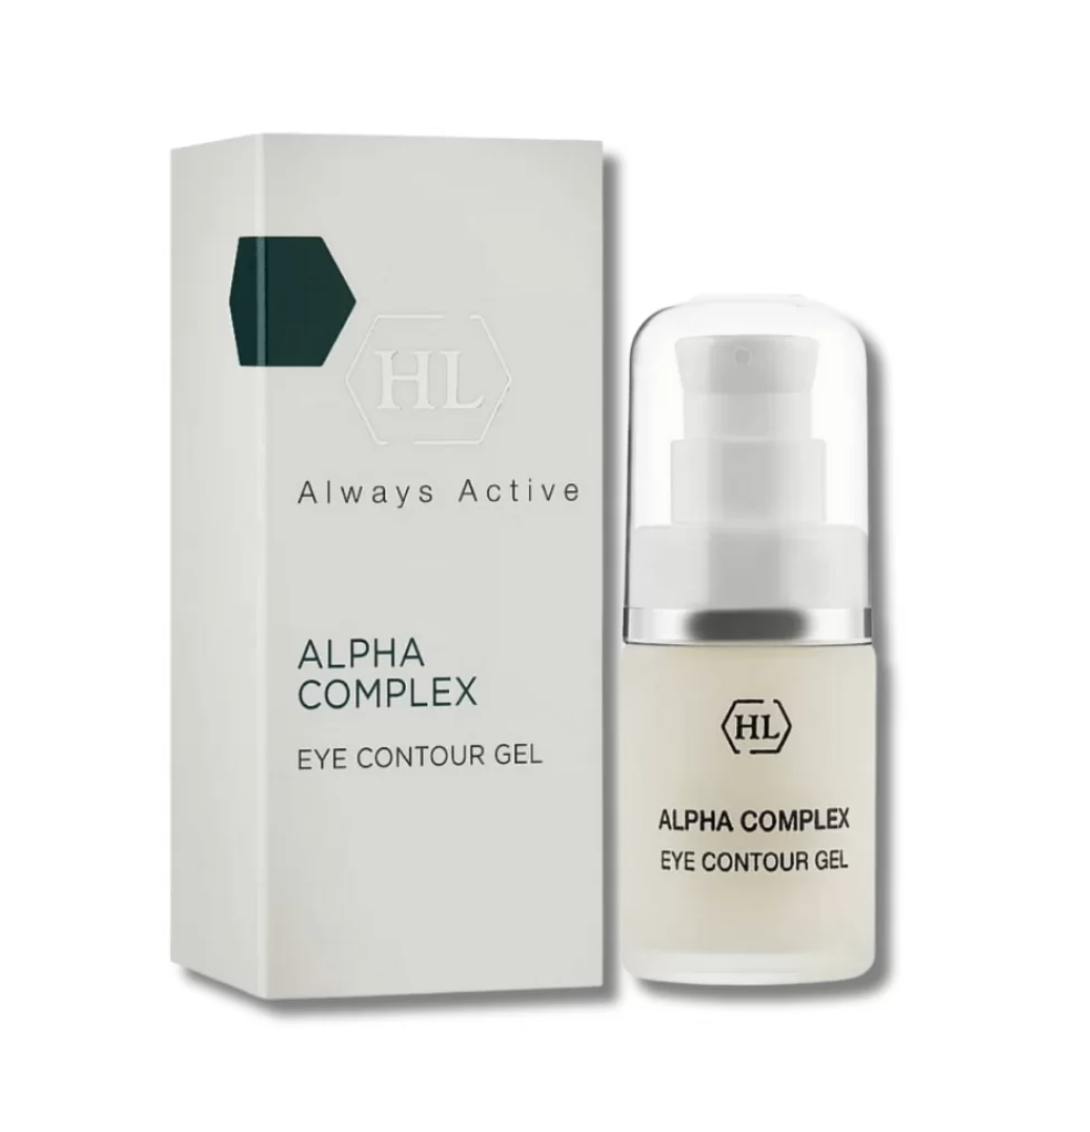 HL
Always Active
ALPHA
COMPLEX
EYE CONTOUR GEL
HL
ALPHA COMPLEX
EYE CONTOUR GEL